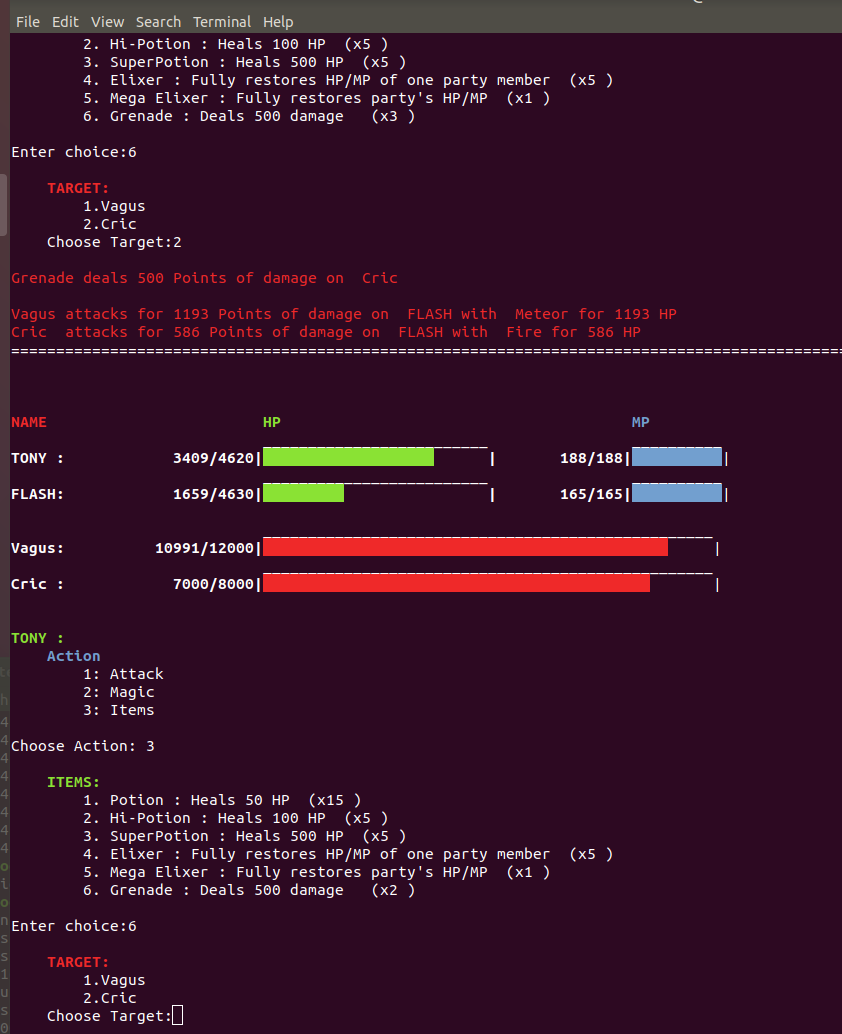 File Edit View Search Terminal Help
2. Hi-Potion : Heals 100 HP (x5 )
3. SuperPotion : Heals 500 HP (x5 )
4. Elixer : Fully restores HP/MP of one party member (x5 )
5. Mega Elixer : Fully restores party's HP/MP (x1 )
6. Grenade : Deals 500 damage (x3 )
Enter choice:6
TARGET:
1.Vagus
2.Cric
Choose Target:2
Grenade deals 500 Points of damage on Cric
Vagus attacks for 1193 Points of damage on FLASH with Meteor for 1193 HP
Cric attacks for 586 Points of damage on FLASH with Fire for 586 HP
NAME HP MP
TONY : 3409/4620| | 188/188| |
FLASH: 1659/4630| | 165/165| |
Vagus: 10991/12000| |
Cric : 7000/8000| |
TONY :
Action
1: Attack
2: Magic
3: Items
Choose Action: 3
ITEMS:
1. Potion : Heals 50 HP (x15 )
2. Hi-Potion : Heals 100 HP (x5 )
3. SuperPotion : Heals 500 HP (x5 )
4. Elixer : Fully restores HP/MP of one party member (x5 )
5. Mega Elixer : Fully restores party's HP/MP (x1 )
6. Grenade : Deals 500 damage (x2 )
Enter choice:6
TARGET:
1.Vagus
2.Cric
Choose Target: